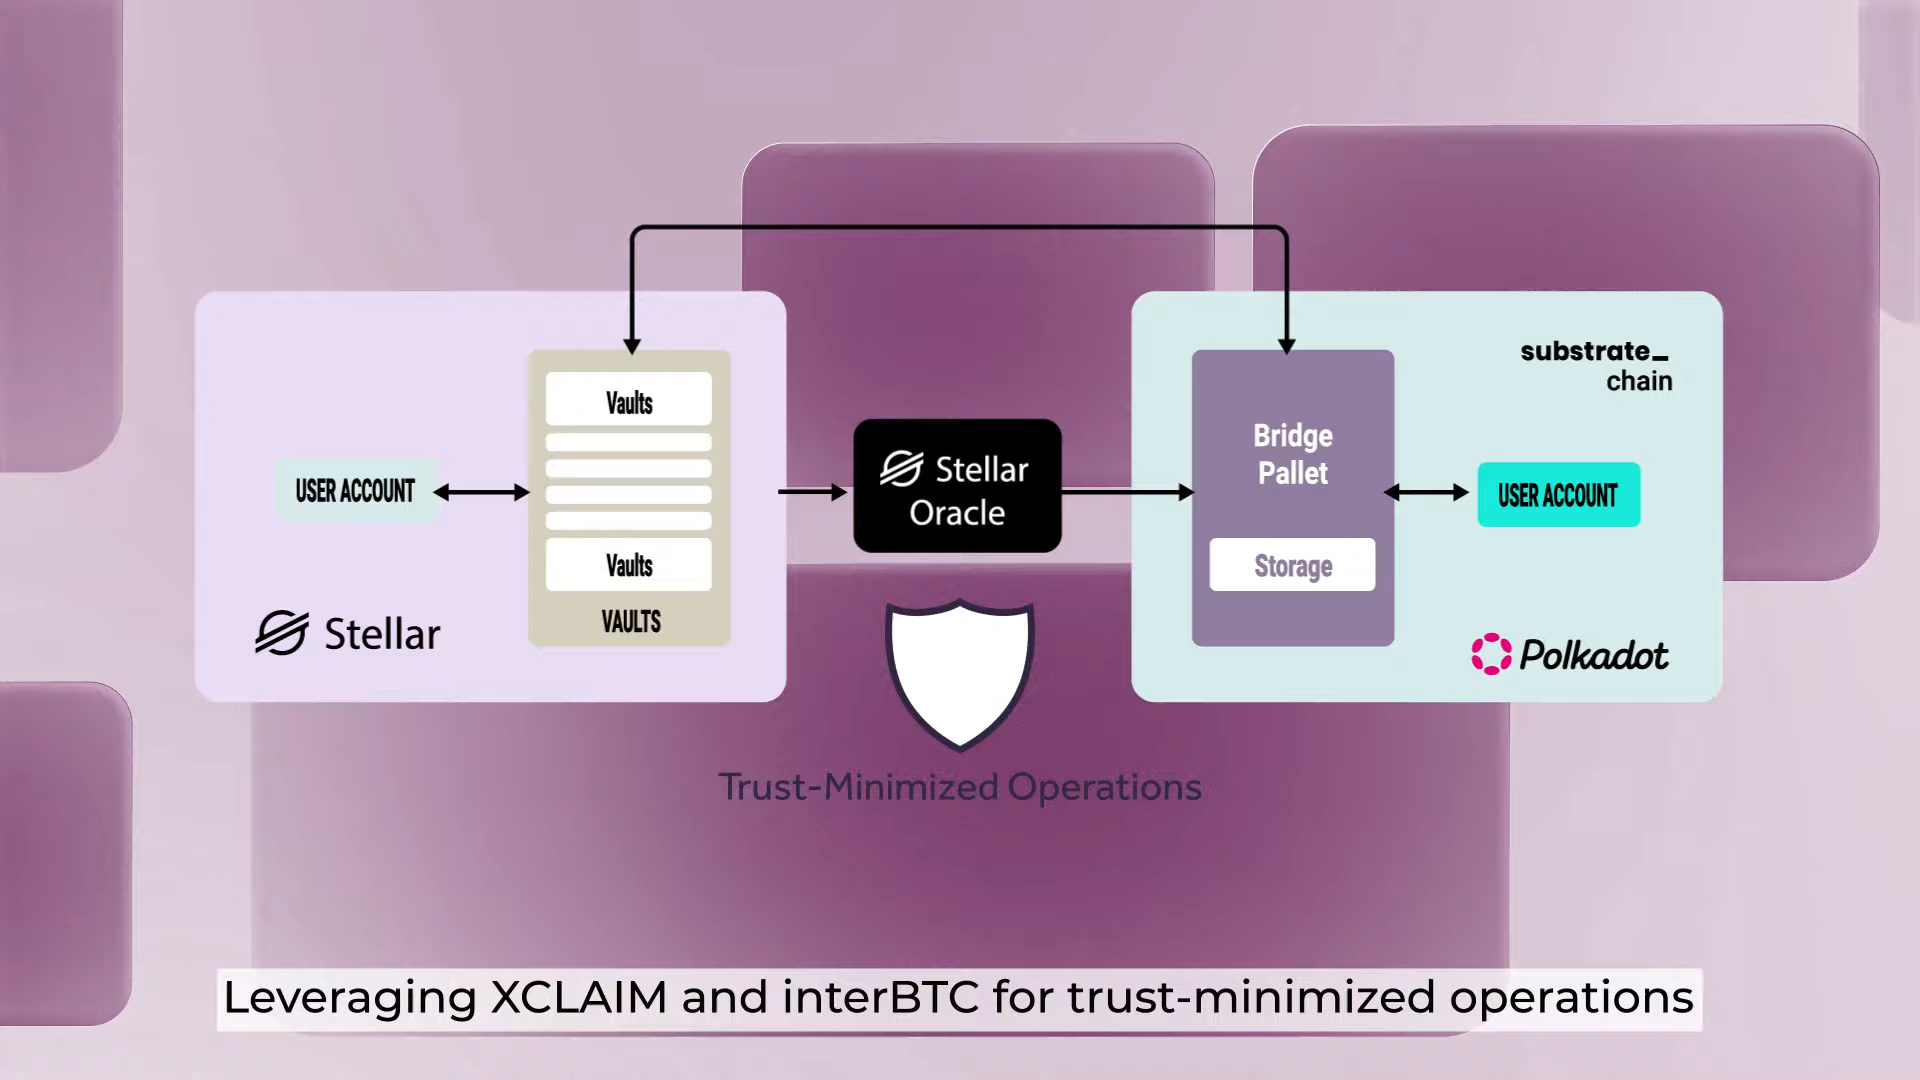 USER ACCOUNT
Stellar
Vaults
Vaults
VAULTS
Stellar
Oracle
Bridge
Pallet
Storage
substrate_
chain
USER ACCOUNT
Polkadot
Trust-Minimized Operations
Leveraging XCLAIM and interBTC for trust-minimized operations